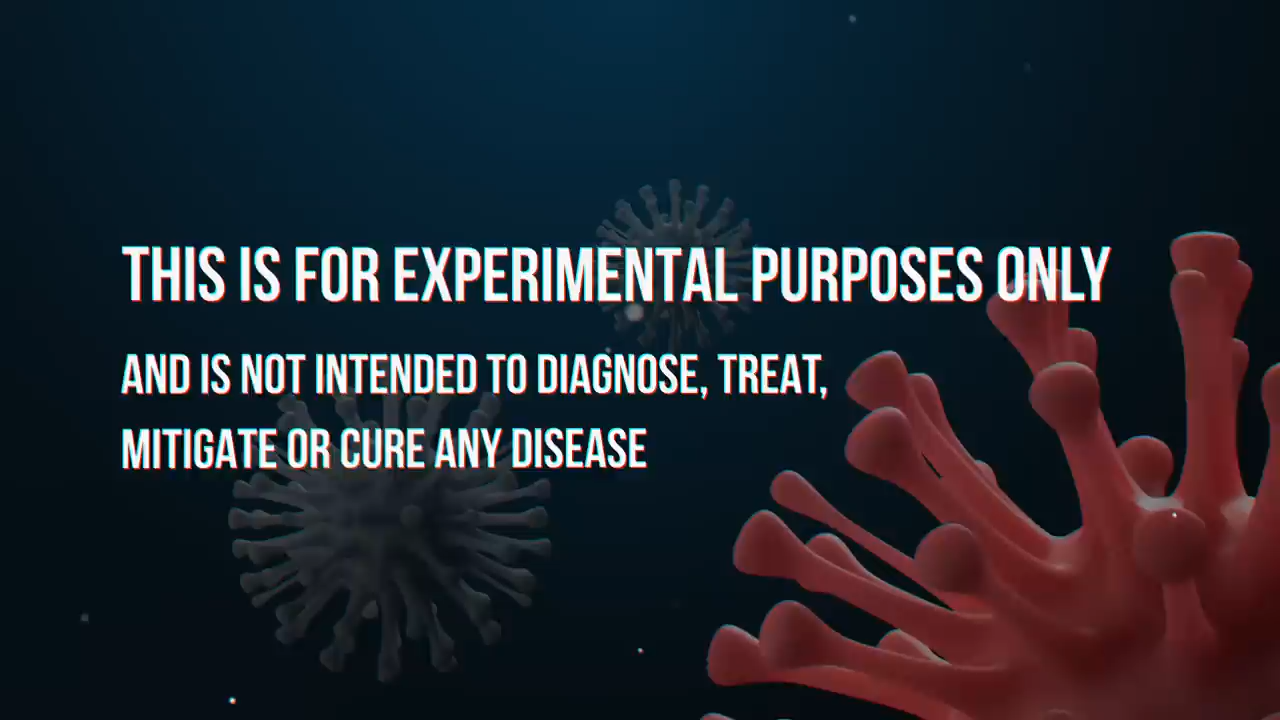 THIS IS FOR EXPERIMENTAL PURPOSES ONLY
AND IS NOT INTENDED TO DIAGNOSE, TREAT,
MITIGATE OR CURE ANY DISEASE